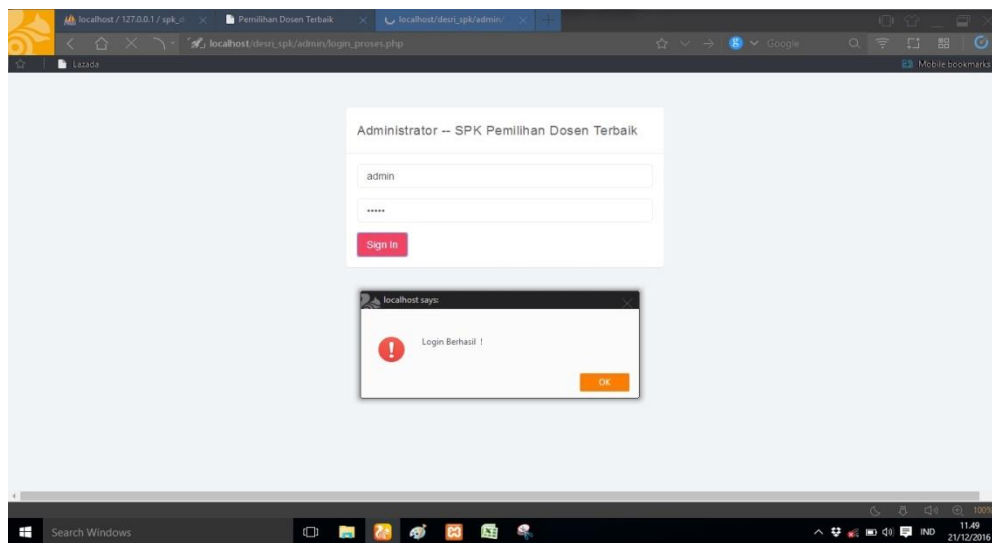 localhost / 127.0.0.1 / spk_d
Pemilihan Dosen Terbaik
localhost/desri_spk/admin/
localhost/desri_spk/admin/login_proses.php
Google
Lazada
Mobile bookmarks
Administrator -- SPK Pemilihan Dosen Terbaik
admin
•••••
Sign In
localhost says:
Login Berhasil !
OK
100%
Search Windows
IND
11.49
21/12/2016